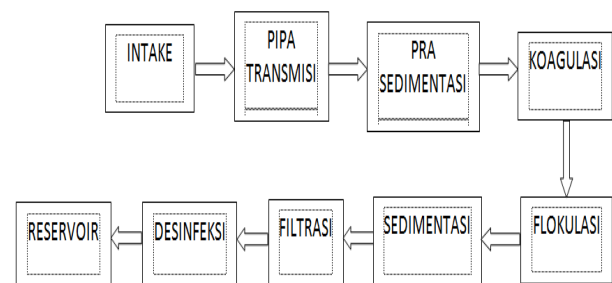 INTAKE
PIPA
TRANSMISI
PRA
SEDIMENTASI
KOAGULASI
FLOKULASI
SEDIMENTASI
FILTRASI
DESINFEKSI
RESERVOIR